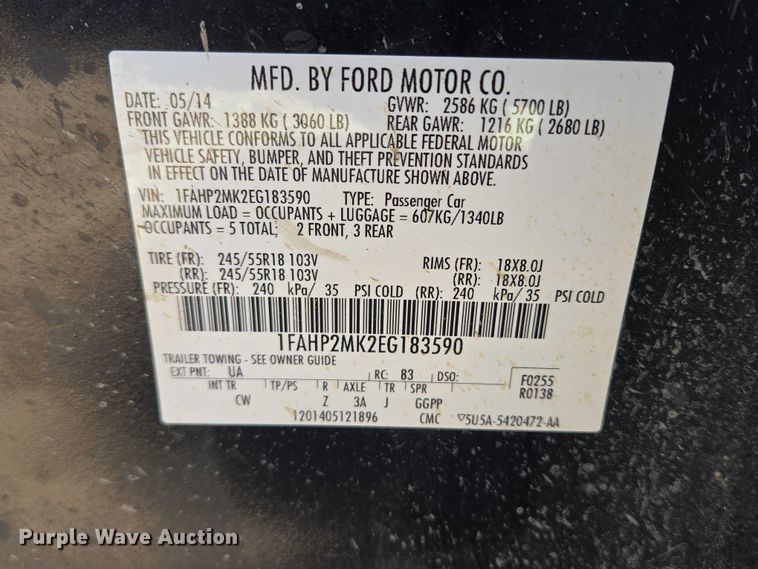 MFD. BY FORD MOTOR CO.
DATE: 05/14 GVWR: 2586 KG ( 5700 LB)
FRONT GAWR: 1388 KG ( 3060 LB) REAR GAWR: 1216 KG ( 2680 LB)
THIS VEHICLE CONFORMS TO ALL APPLICABLE FEDERAL MOTOR
VEHICLE SAFETY, BUMPER, AND THEFT PREVENTION STANDARDS
IN EFFECT ON THE DATE OF MANUFACTURE SHOWN ABOVE.
VIN: 1FAHP2MK2EG183590 TYPE: Passenger Car
MAXIMUM LOAD = OCCUPANTS + LUGGAGE = 607KG/1340LB
OCCUPANTS = 5 TOTAL; 2 FRONT, 3 REAR
TIRE (FR): 245/55R18 103V RIMS (FR): 18X8.0J
(RR): 245/55R18 103V (RR): 18X8.0J
PRESSURE (FR): 240 kPa/ 35 PSI COLD (RR): 240 kPa/ 35 PSI COLD
1FAHP2MK2EG183590
TRAILER TOWING - SEE OWNER GUIDE
EXT PNT: UA RC: 83 DSO: F0255
INT TR TP/PS R AXLE TR SPR R0138
CW Z 3A J GGPP
1201405121896 CMC ▽5U5A-5420472-AA
Purple Wave Auction